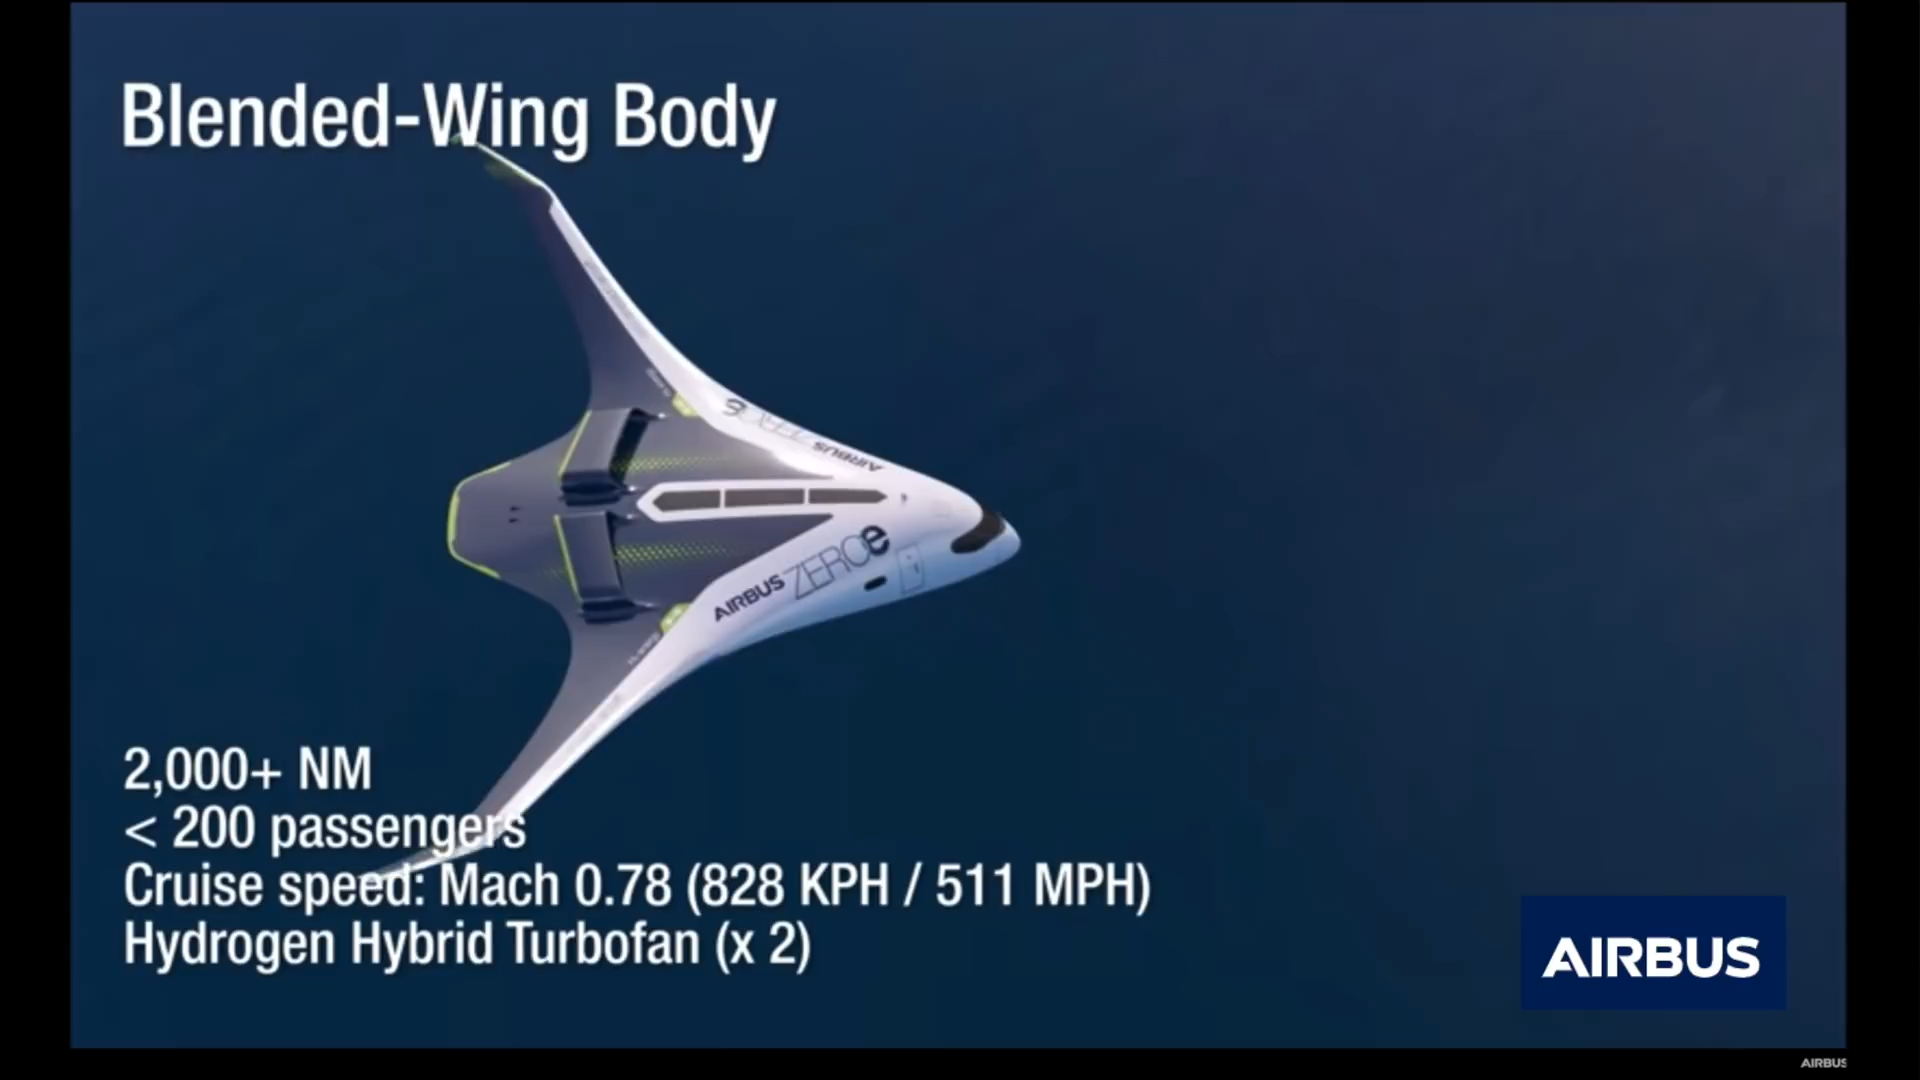 Blended-Wing Body
AIRBUS
AIRBUS ZEROe
2,000+ NM
< 200 passengers
Cruise speed: Mach 0.78 (828 KPH / 511 MPH)
Hydrogen Hybrid Turbofan (x 2)
AIRBUS
AIRBUS